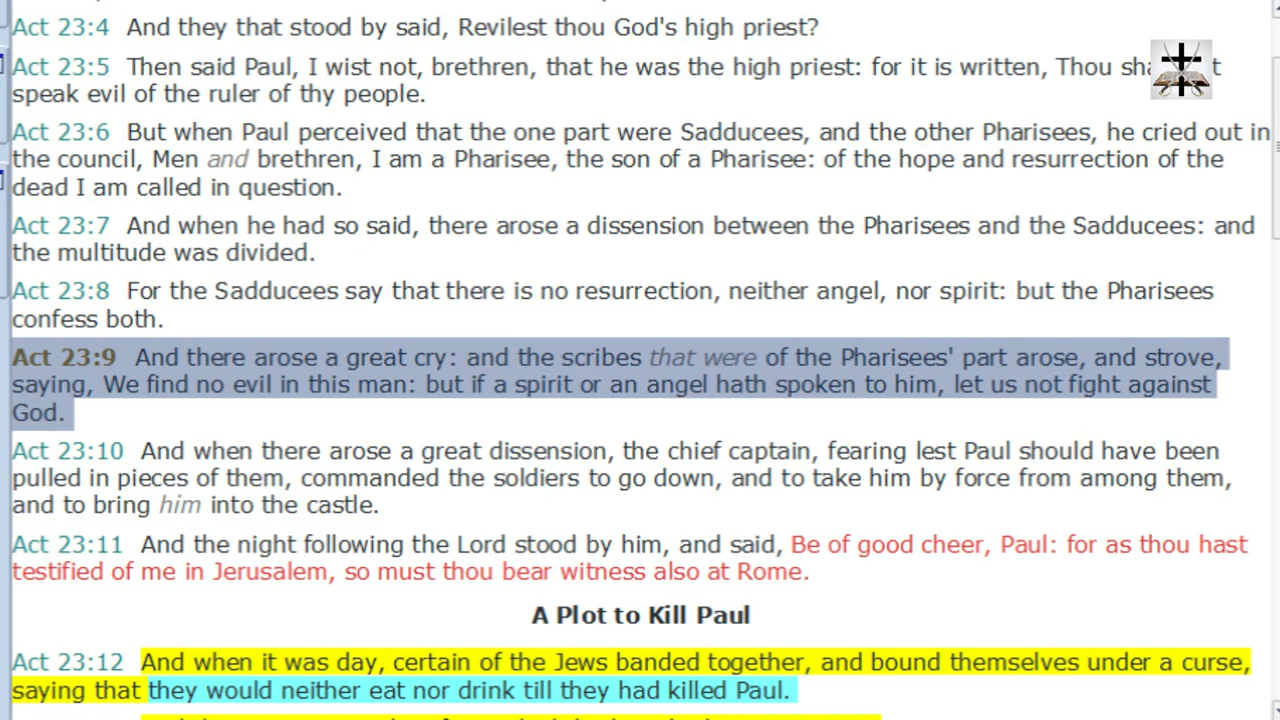 Act 23:4 And they that stood by said, Revilest thou God's high priest?
Act 23:5 Then said Paul, I wist not, brethren, that he was the high priest: for it is written, Thou
speak evil of the ruler of thy people.
Act 23:6 But when Paul perceived that the one part were Sadducees, and the other Pharisees, he cried out in
the council, Men and brethren, I am a Pharisee, the son of a Pharisee: of the hope and resurrection of the
dead I am called in question.
Act 23:7 And when he had so said, there arose a dissension between the Pharisees and the Sadducees: and
the multitude was divided.
Act 23:8 For the Sadducees say that there is no resurrection, neither angel, nor spirit: but the Pharisees
confess both.
Act 23:9 And there arose a great cry: and the scribes that were of the Pharisees' part arose, and strove,
saying, We find no evil in this man: but if a spirit or an angel hath spoken to him, let us not fight against
God.
Act 23:10 And when there arose a great dissension, the chief captain, fearing lest Paul should have been
pulled in pieces of them, commanded the soldiers to go down, and to take him by force from among them,
and to bring him into the castle.
Act 23:11 And the night following the Lord stood by him, and said, Be of good cheer, Paul: for as thou hast
testified of me in Jerusalem, so must thou bear witness also at Rome.
A Plot to Kill Paul
Act 23:12 And when it was day, certain of the Jews banded together, and bound themselves under a curse,
saying that they would neither eat nor drink till they had killed Paul.